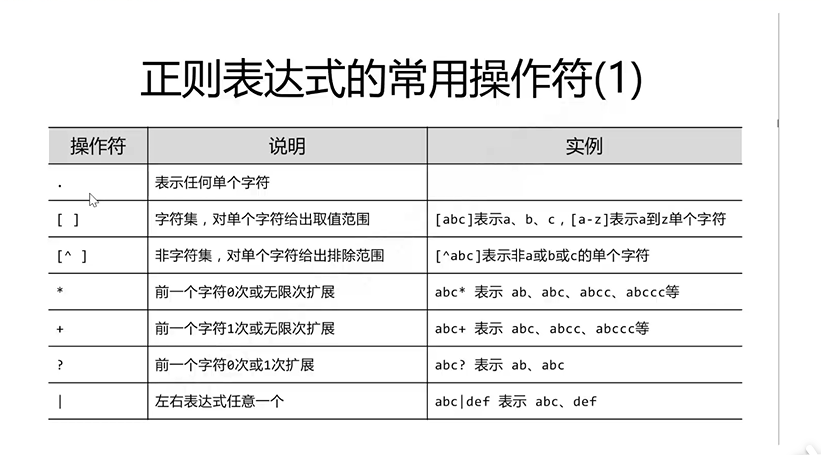 正则表达式的常用操作符(1)
操作符 说明 实例
. 表示任何单个字符
[ ] 字符集，对单个字符给出取值范围 [abc]表示a、b、c，[a-z]表示a到z单个字符
[^ ] 非字符集，对单个字符给出排除范围 [^abc]表示非a或b或c的单个字符
* 前一个字符0次或无限次扩展 abc* 表示 ab、abc、abcc、abccc等
+ 前一个字符1次或无限次扩展 abc+ 表示 abc、abcc、abccc等
? 前一个字符0次或1次扩展 abc? 表示 ab、abc
| 左右表达式任意一个 abc|def 表示 abc、def